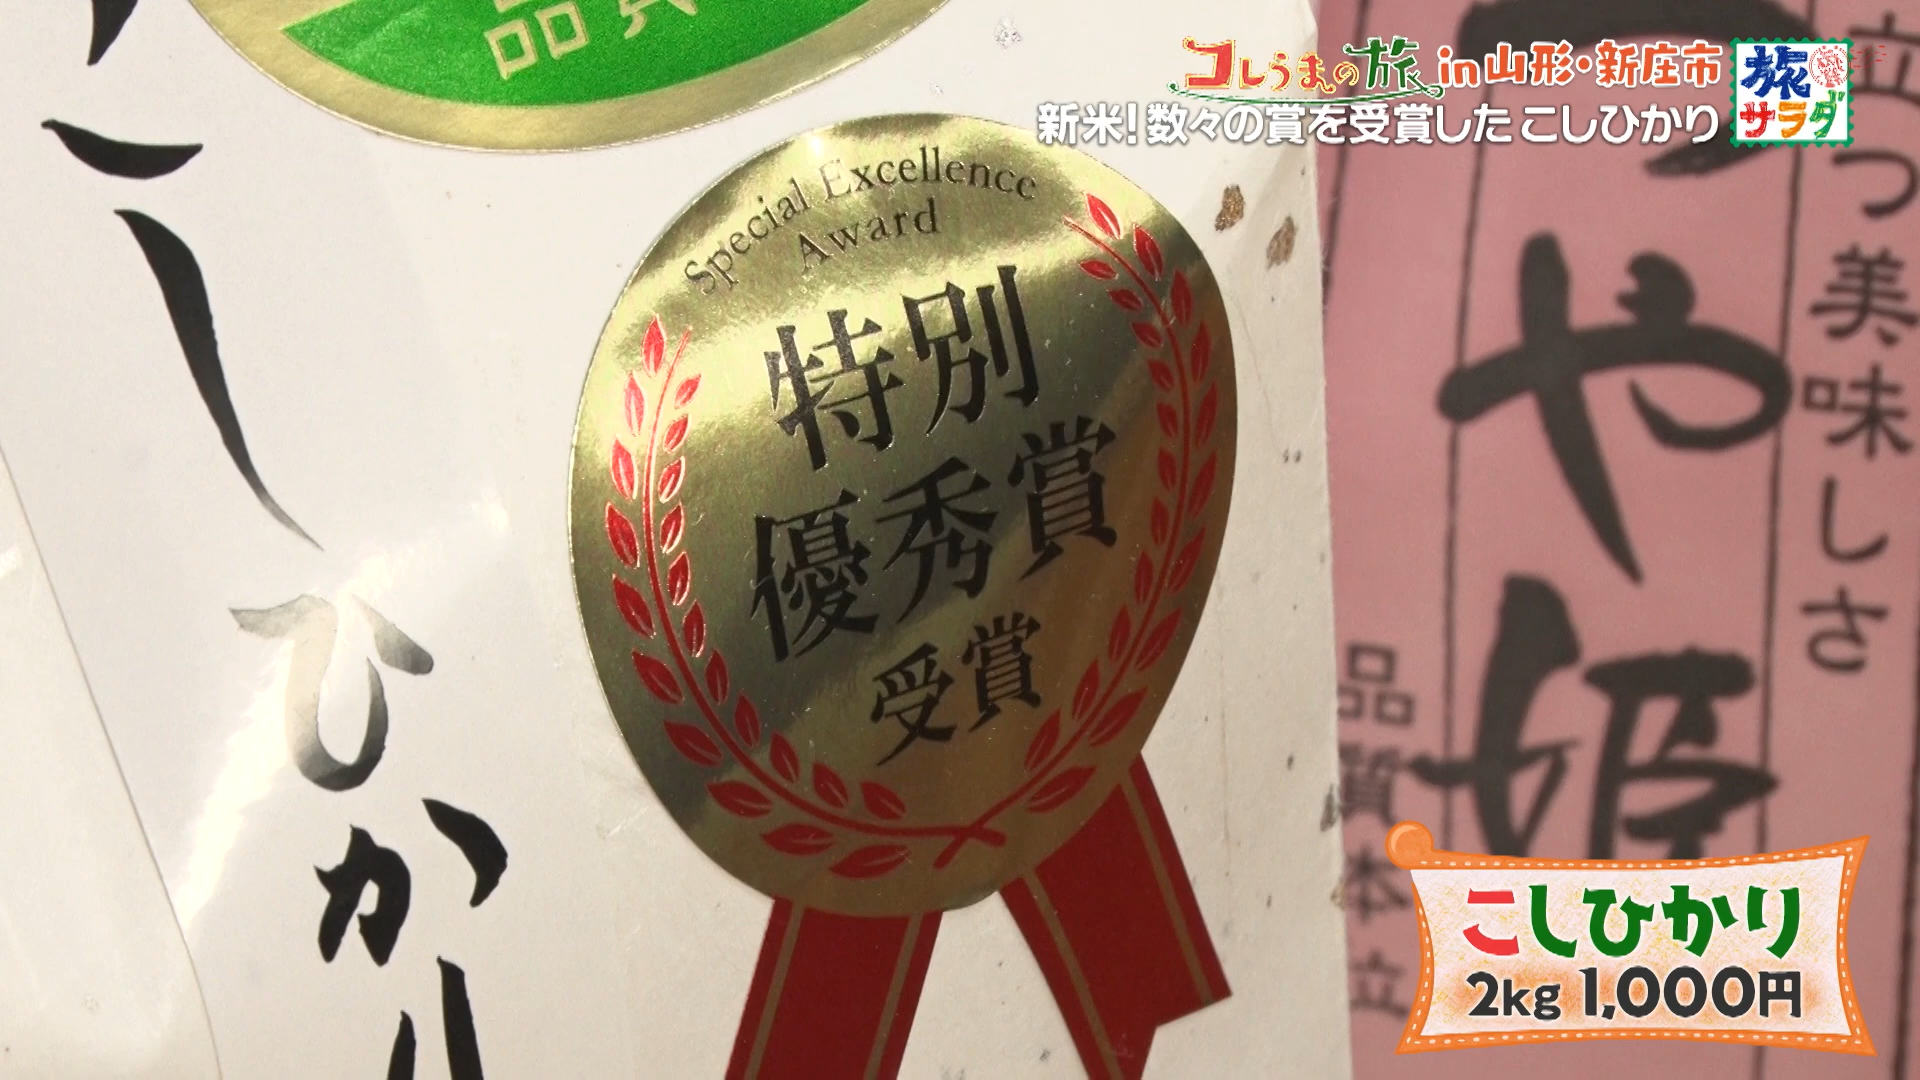 コレうまの旅 in 山形・新庄市
旅サラダ
新米！数々の賞を受賞した こしひかり
品質
こしひかり
Special Excellence
Award
特別
優秀賞
受賞
立つ美味しさ
や姫
品質本立
こしひかり
2kg 1,000円